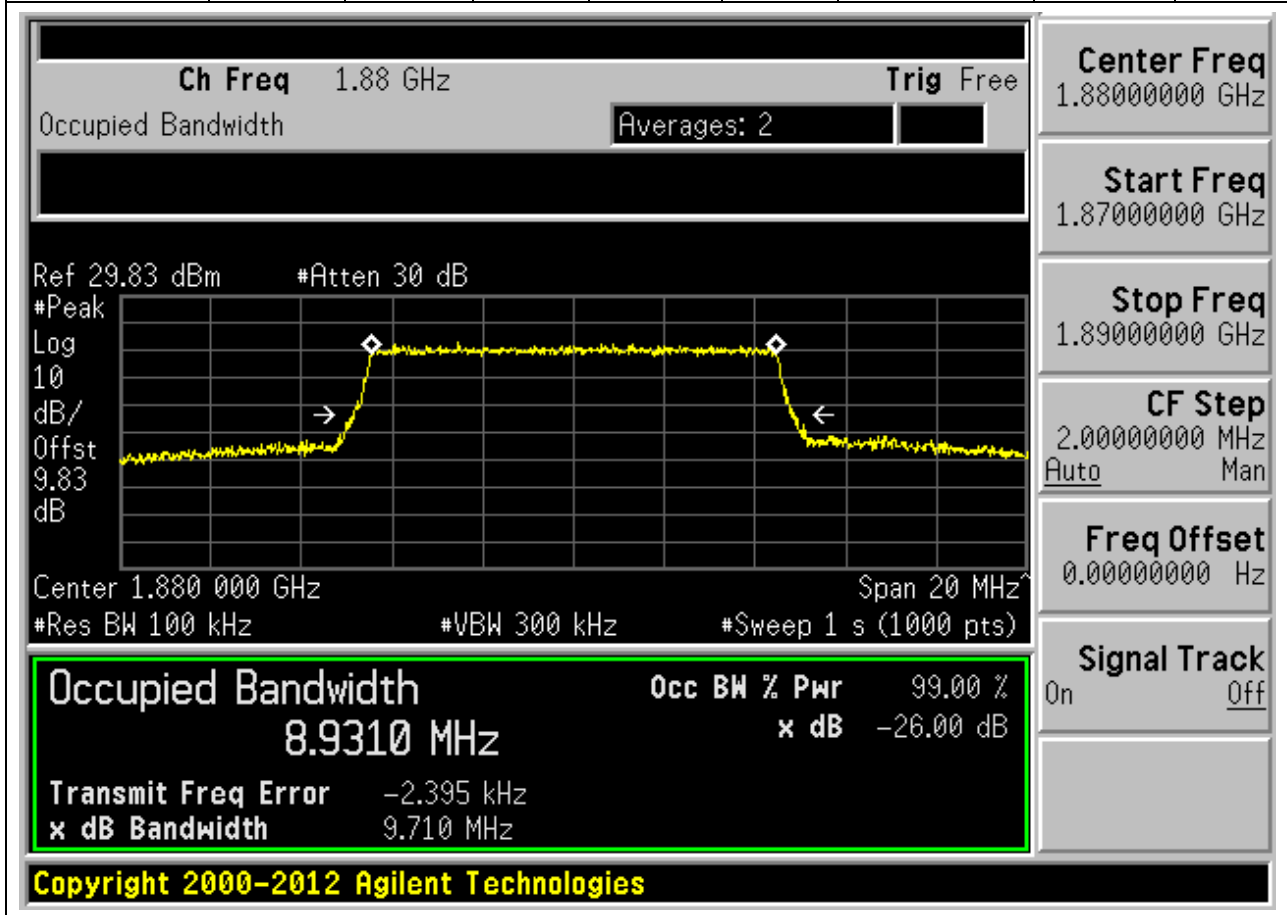 Ch Freq 1.88 GHz Trig Free
Occupied Bandwidth Averages: 2
Ref 29.83 dBm #Atten 30 dB
#Peak
Log
10
dB/
Offst
9.83
dB
Center 1.880 000 GHz Span 20 MHz^
#Res BW 100 kHz #VBW 300 kHz #Sweep 1 s (1000 pts)
Occupied Bandwidth Occ BW % Pwr 99.00 %
8.9310 MHz x dB -26.00 dB
Transmit Freq Error -2.395 kHz
x dB Bandwidth 9.710 MHz
Copyright 2000-2012 Agilent Technologies
Center Freq
1.88000000 GHz
Start Freq
1.87000000 GHz
Stop Freq
1.89000000 GHz
CF Step
2.00000000 MHz
Auto Man
Freq Offset
0.00000000 Hz
Signal Track
On Off